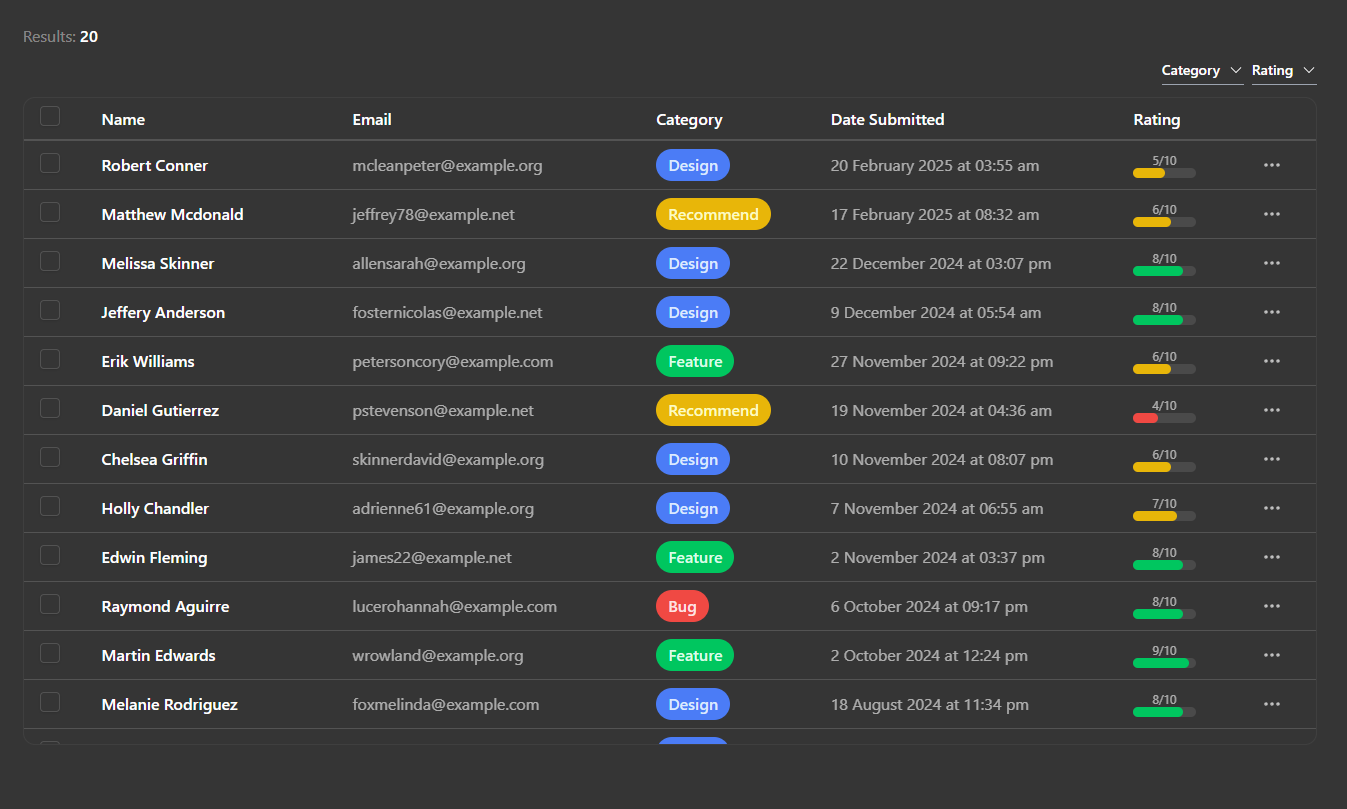 Results: 20
Category Rating
Name Email Category Date Submitted Rating
Robert Conner mcleanpeter@example.org Design 20 February 2025 at 03:55 am 5/10
Matthew Mcdonald jeffrey78@example.net Recommend 17 February 2025 at 08:32 am 6/10
Melissa Skinner allensarah@example.org Design 22 December 2024 at 03:07 pm 8/10
Jeffery Anderson fosternicolas@example.net Design 9 December 2024 at 05:54 am 8/10
Erik Williams petersoncory@example.com Feature 27 November 2024 at 09:22 pm 6/10
Daniel Gutierrez pstevenson@example.net Recommend 19 November 2024 at 04:36 am 4/10
Chelsea Griffin skinnerdavid@example.org Design 10 November 2024 at 08:07 pm 6/10
Holly Chandler adrienne61@example.org Design 7 November 2024 at 06:55 am 7/10
Edwin Fleming james22@example.net Feature 2 November 2024 at 03:37 pm 8/10
Raymond Aguirre lucerohannah@example.com Bug 6 October 2024 at 09:17 pm 8/10
Martin Edwards wrowland@example.org Feature 2 October 2024 at 12:24 pm 9/10
Melanie Rodriguez foxmelinda@example.com Design 18 August 2024 at 11:34 pm 8/10